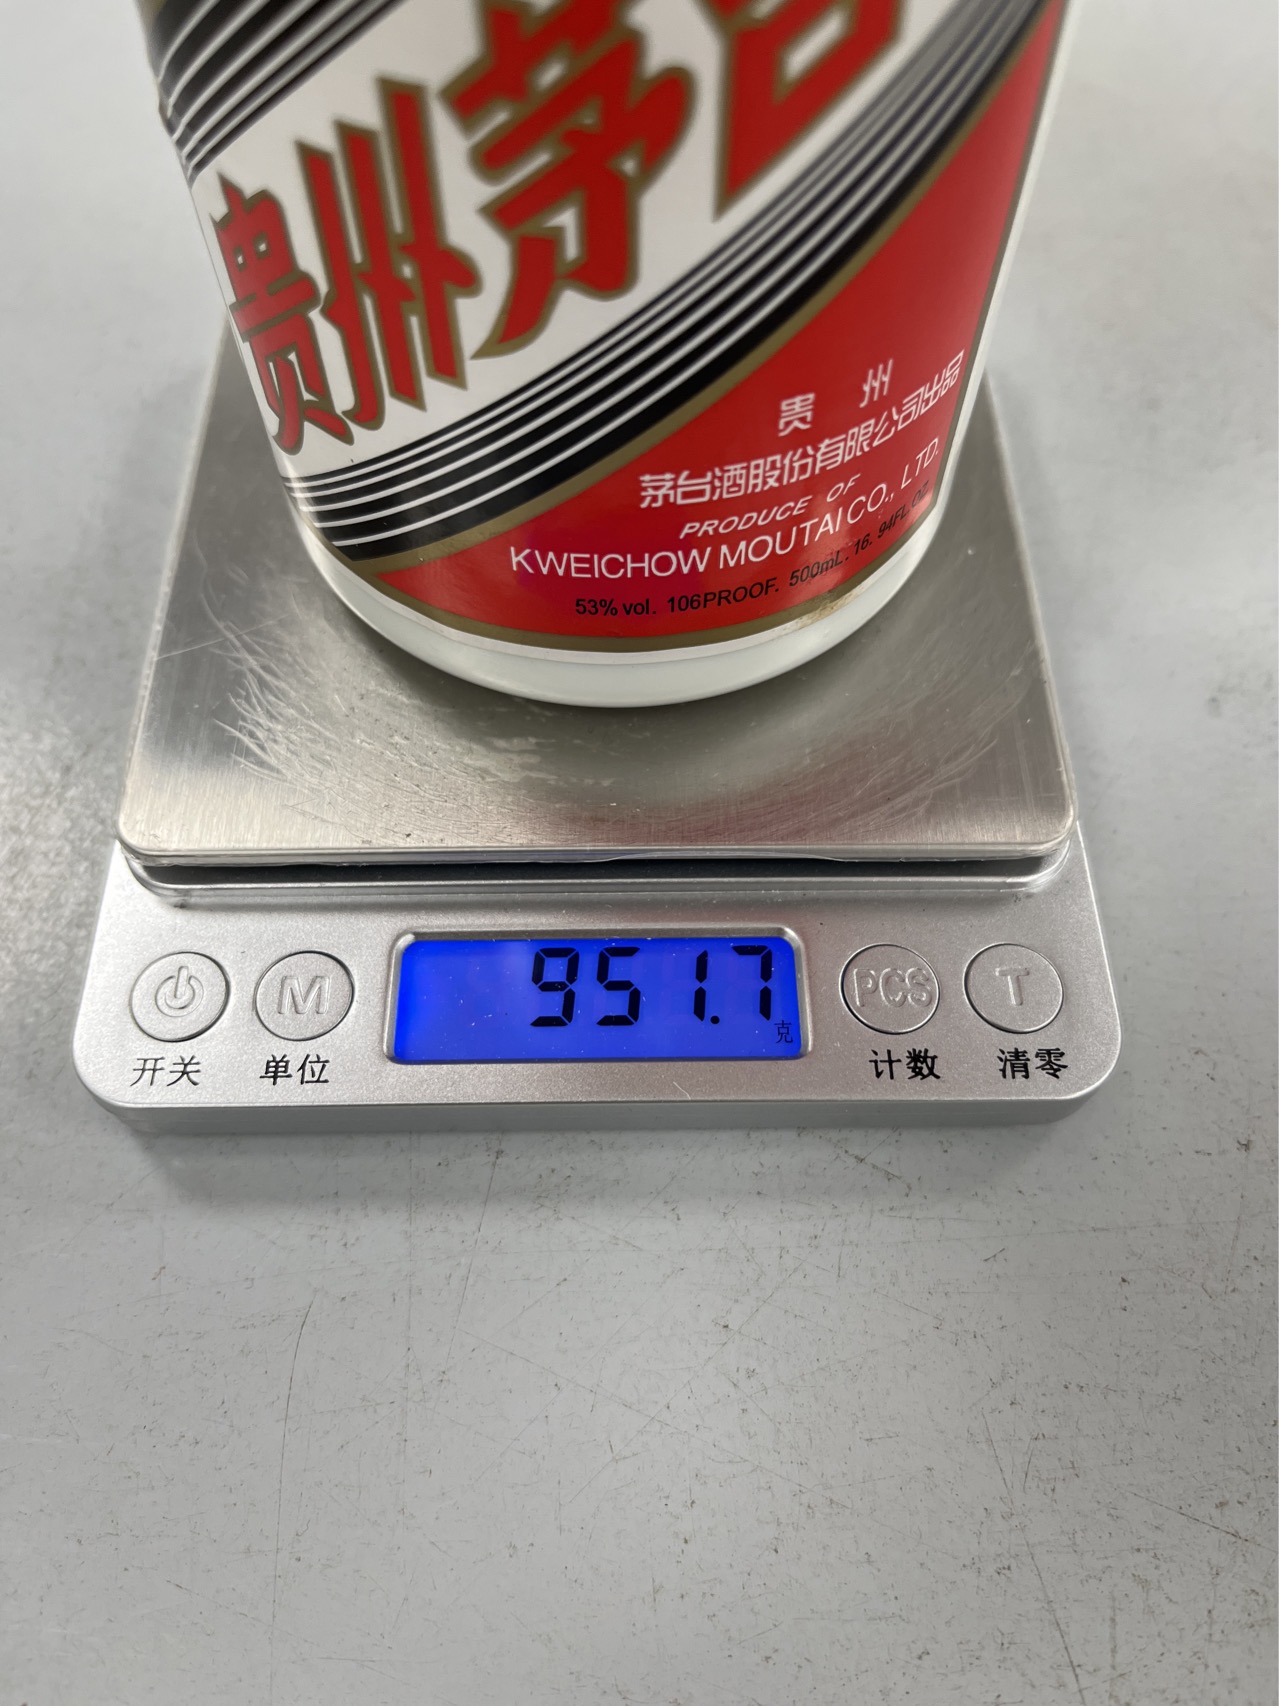 贵州茅台
贵州
茅台酒股份有限公司出品
PRODUCE OF
KWEICHOW MOUTAI CO., LTD.
53% vol. 106PROOF. 500mL. 16. 94FL. OZ
951.7
克
M
PCS
T
开关
单位
计数
清零